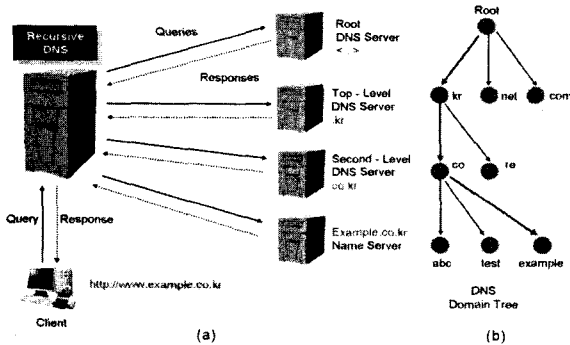 Recursive
DNS
Queries
Responses
Query
Response
Client
http://www.example.co.kr
Root
DNS Server
< . >
Top - Level
DNS Server
.kr
Second - Level
DNS Server
co.kr
Example.co.kr
Name Server
(a)
Root
kr
net
com
co
re
abc
test
example
DNS
Domain Tree
(b)